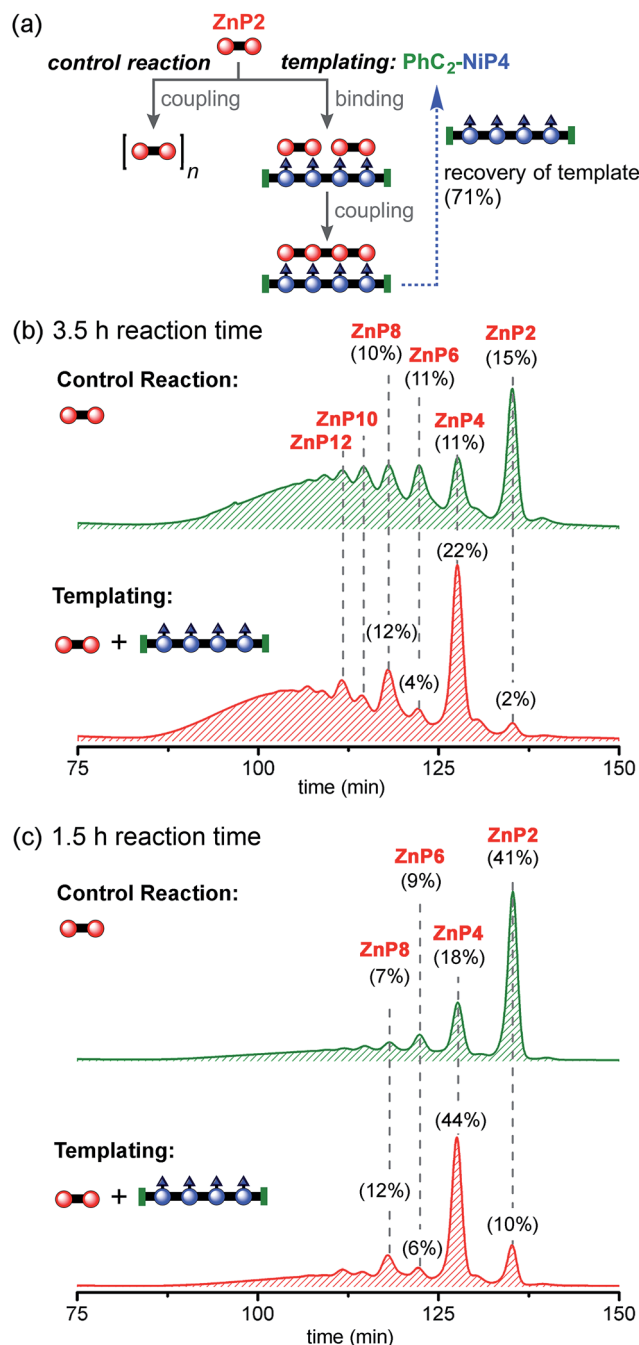 (a)
ZnP2
control reaction
templating: PhC₂-NiP4
coupling
binding
[ ]n
recovery of template
(71%)
coupling
(b) 3.5 h reaction time
Control Reaction:
ZnP12
ZnP10
ZnP8
(10%)
ZnP6
(11%)
ZnP4
(11%)
ZnP2
(15%)
Templating:
+
(12%)
(4%)
(22%)
(2%)
75 100 125 150
time (min)
(c) 1.5 h reaction time
Control Reaction:
ZnP8
(7%)
ZnP6
(9%)
ZnP4
(18%)
ZnP2
(41%)
Templating:
+
(12%)
(6%)
(44%)
(10%)
75 100 125 150
time (min)